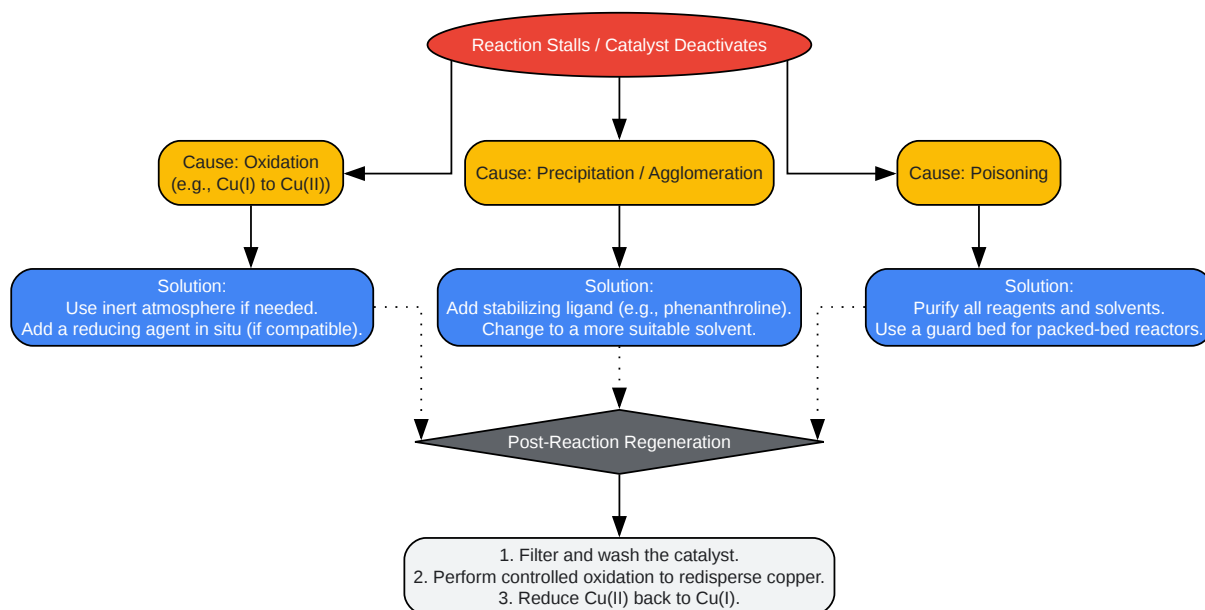 Reaction Stalls / Catalyst Deactivates
Cause: Oxidation
(e.g., Cu(I) to Cu(II))
Cause: Precipitation / Agglomeration
Cause: Poisoning
Solution:
Use inert atmosphere if needed.
Add a reducing agent in situ (if compatible).
Solution:
Add stabilizing ligand (e.g., phenanthroline).
Change to a more suitable solvent.
Solution:
Purify all reagents and solvents.
Use a guard bed for packed-bed reactors.
Post-Reaction Regeneration
1. Filter and wash the catalyst.
2. Perform controlled oxidation to redisperse copper.
3. Reduce Cu(II) back to Cu(I).